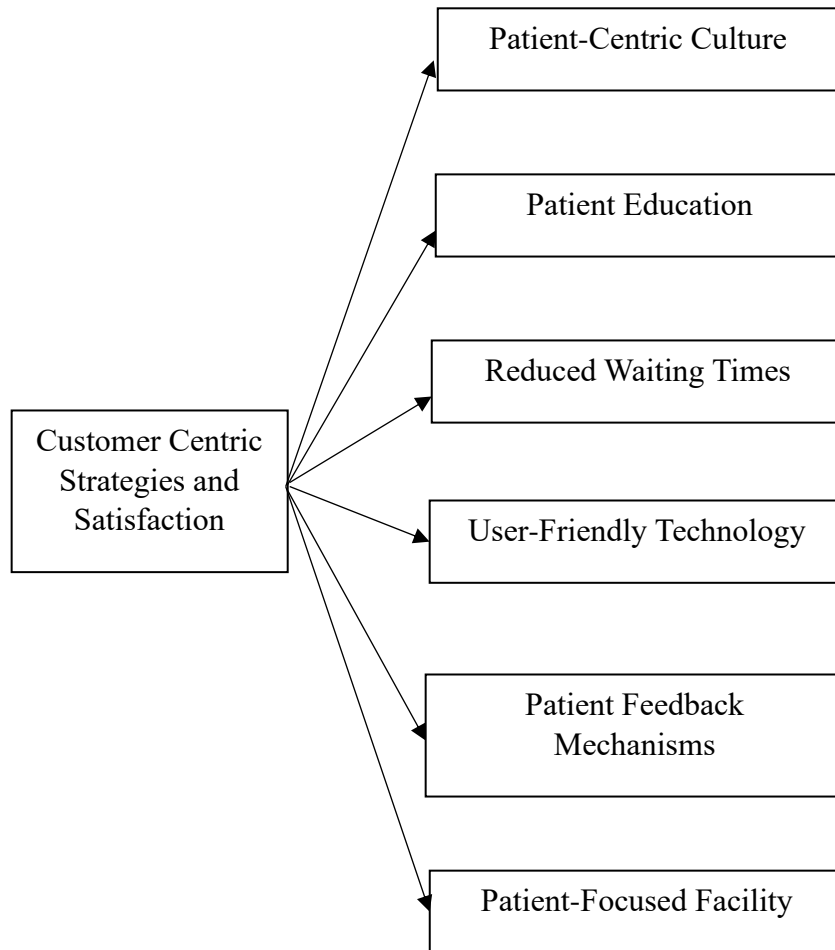 Patient-Centric Culture
Patient Education
Reduced Waiting Times
Customer Centric
Strategies and
Satisfaction
User-Friendly Technology
Patient Feedback
Mechanisms
Patient-Focused Facility